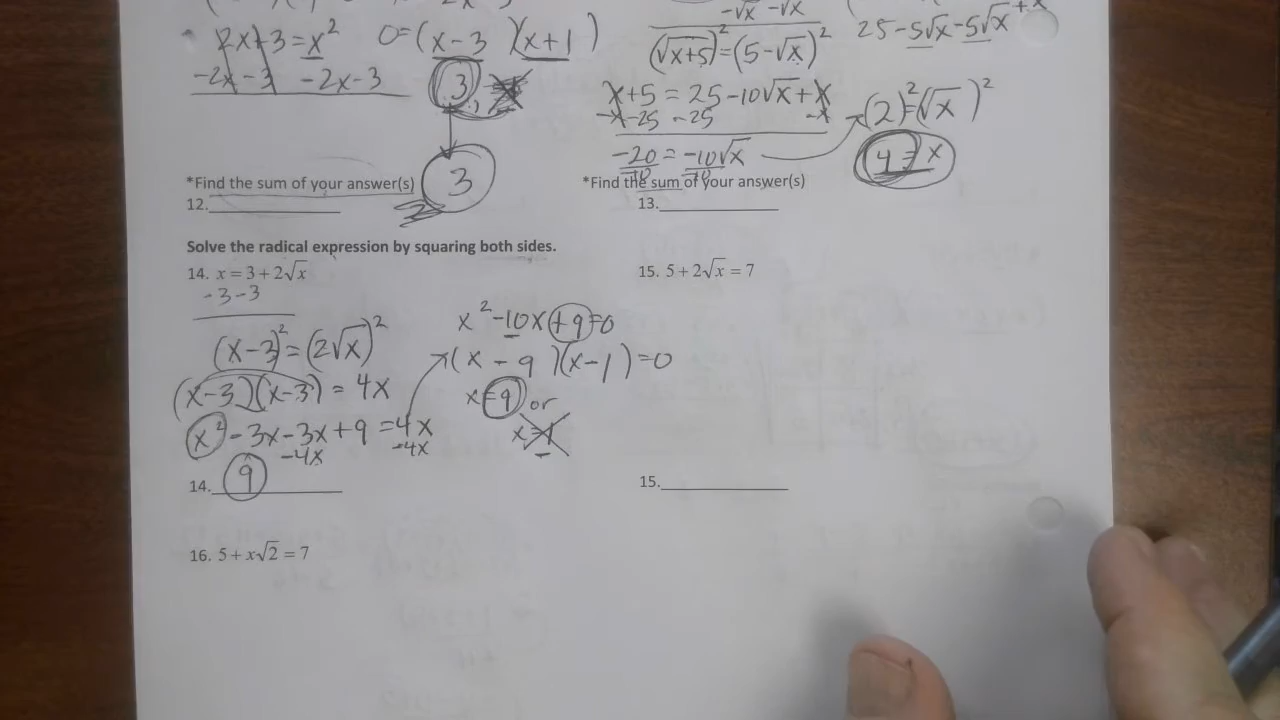 2x+3=x² 0=(x-3)(x+1)
-2x-3 -2x-3
3
3
*Find the sum of your answer(s)
12.
-√x -√x
(√x+5)²=(5-√x)²
25-5√x-5√x+x
x+5=25-10√x+x
-x-25 -25 -x
-20=-10√x
(2)²=(√x)²
4=x
*Find the sum of your answer(s)
13.
Solve the radical expression by squaring both sides.
14. x = 3 + 2√x
-3 -3
(x-3)²=(2√x)²
(x-3)(x-3)=4x
x²-3x-3x+9=4x
-4x -4x
x²-10x+9=0
(x-9)(x-1)=0
x=9 or
x=1
14. 9
15. 5 + 2√x = 7
15.
16. 5 + x√2 = 7